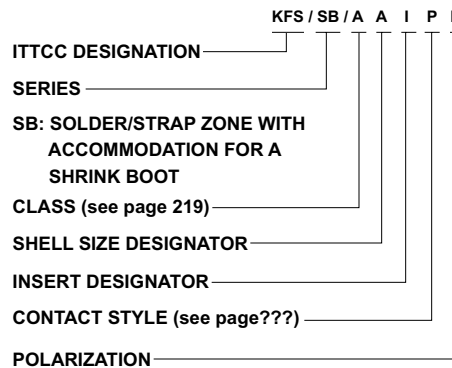 KFS / SB / A A I P
ITTCC DESIGNATION
SERIES
SB: SOLDER/STRAP ZONE WITH
ACCOMMODATION FOR A
SHRINK BOOT
CLASS (see page 219)
SHELL SIZE DESIGNATOR
INSERT DESIGNATOR
CONTACT STYLE (see page???)
POLARIZATION